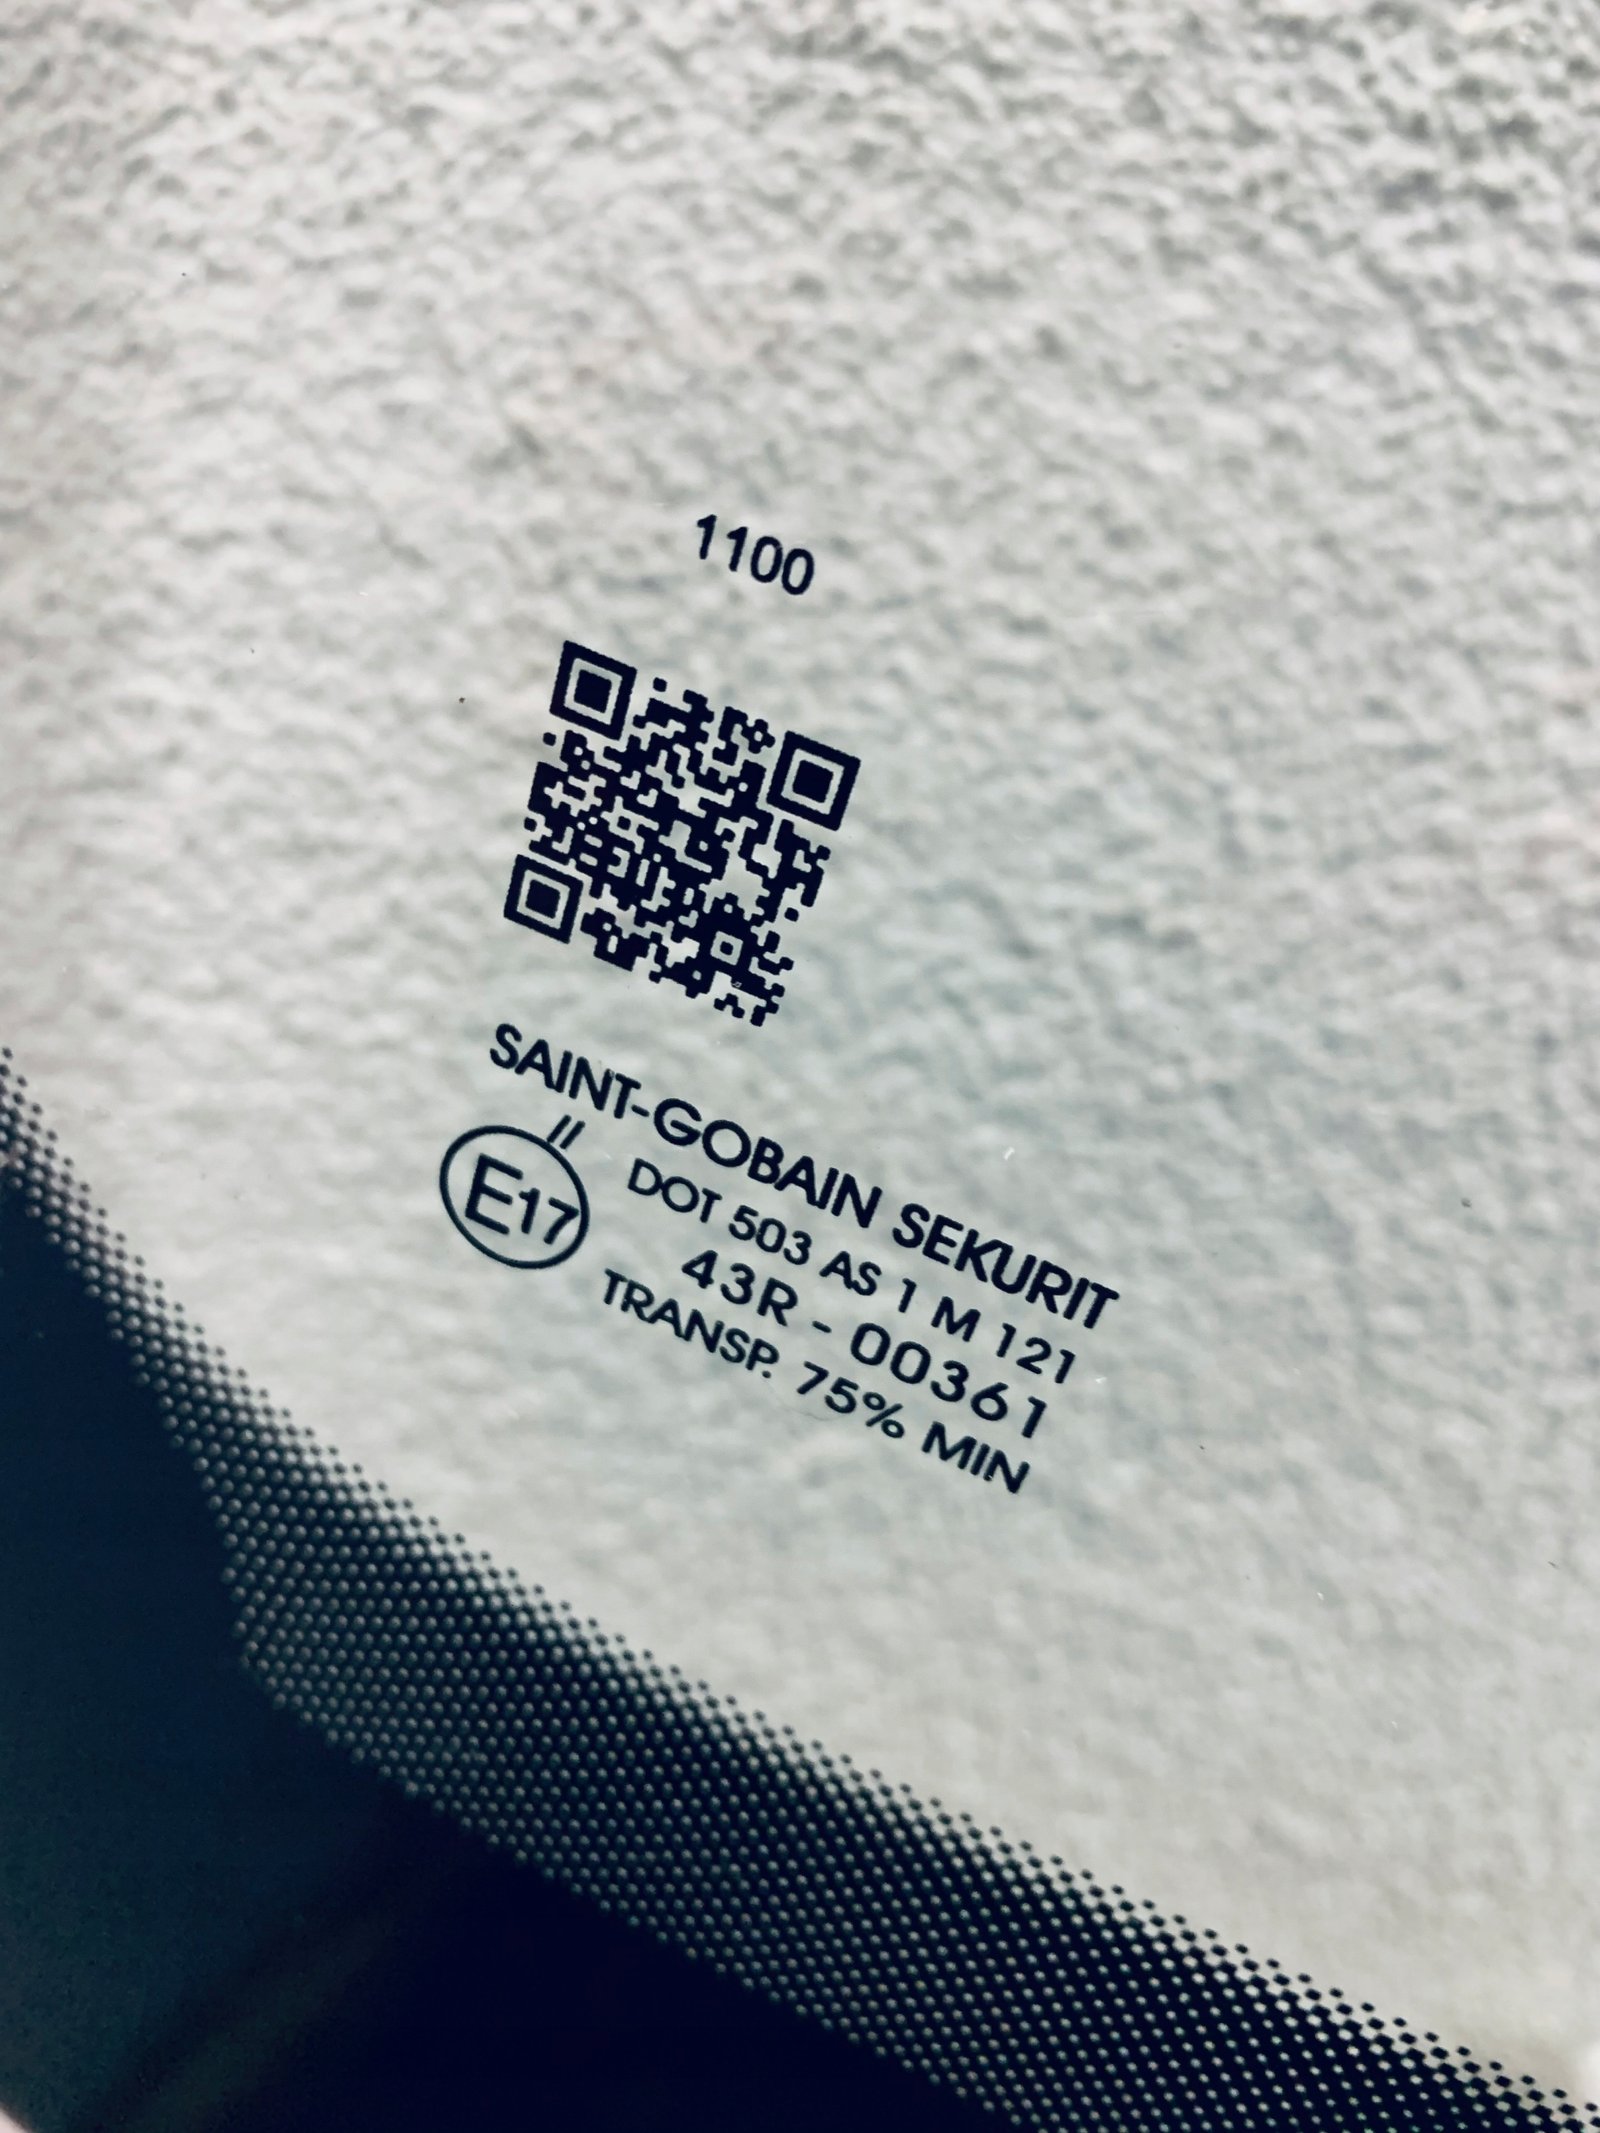 1100
SAINT-GOBAIN SEKURIT
//
E17
DOT 503 AS 1 M 121
43R - 00361
TRANSP. 75% MIN